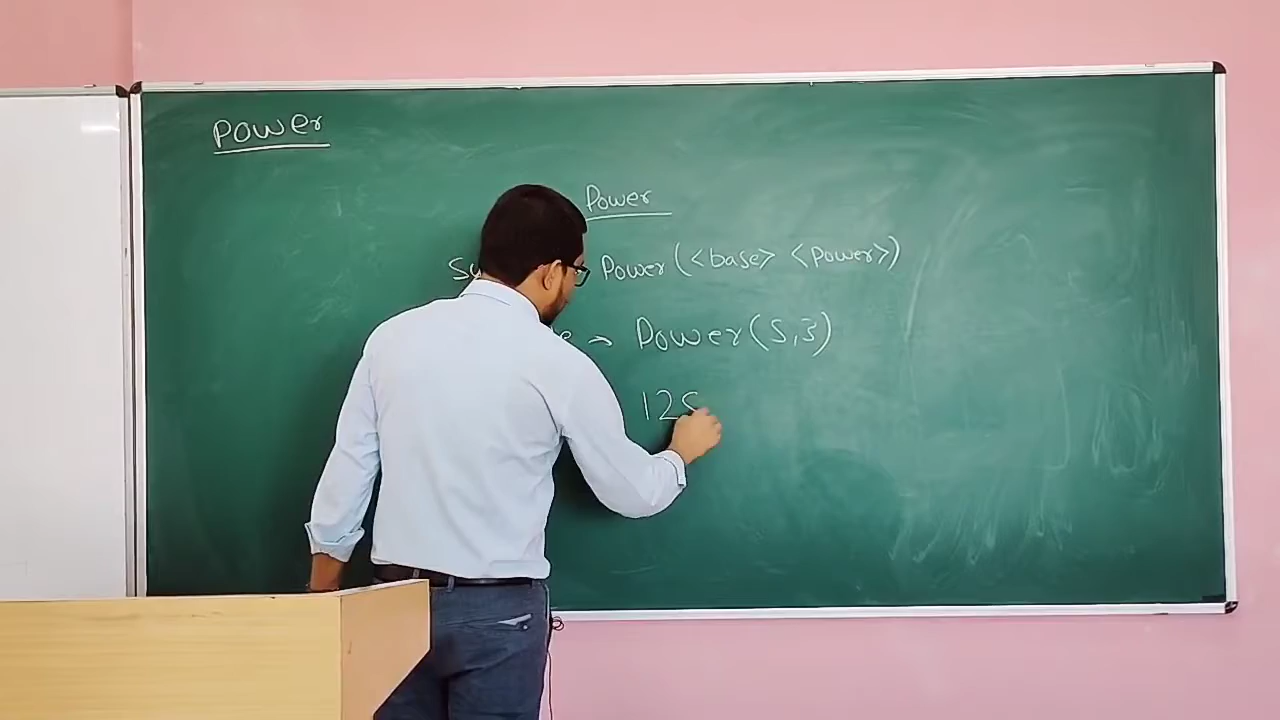 Power
Power
Power(<base> <Power>)
→ Power(5,3)
125